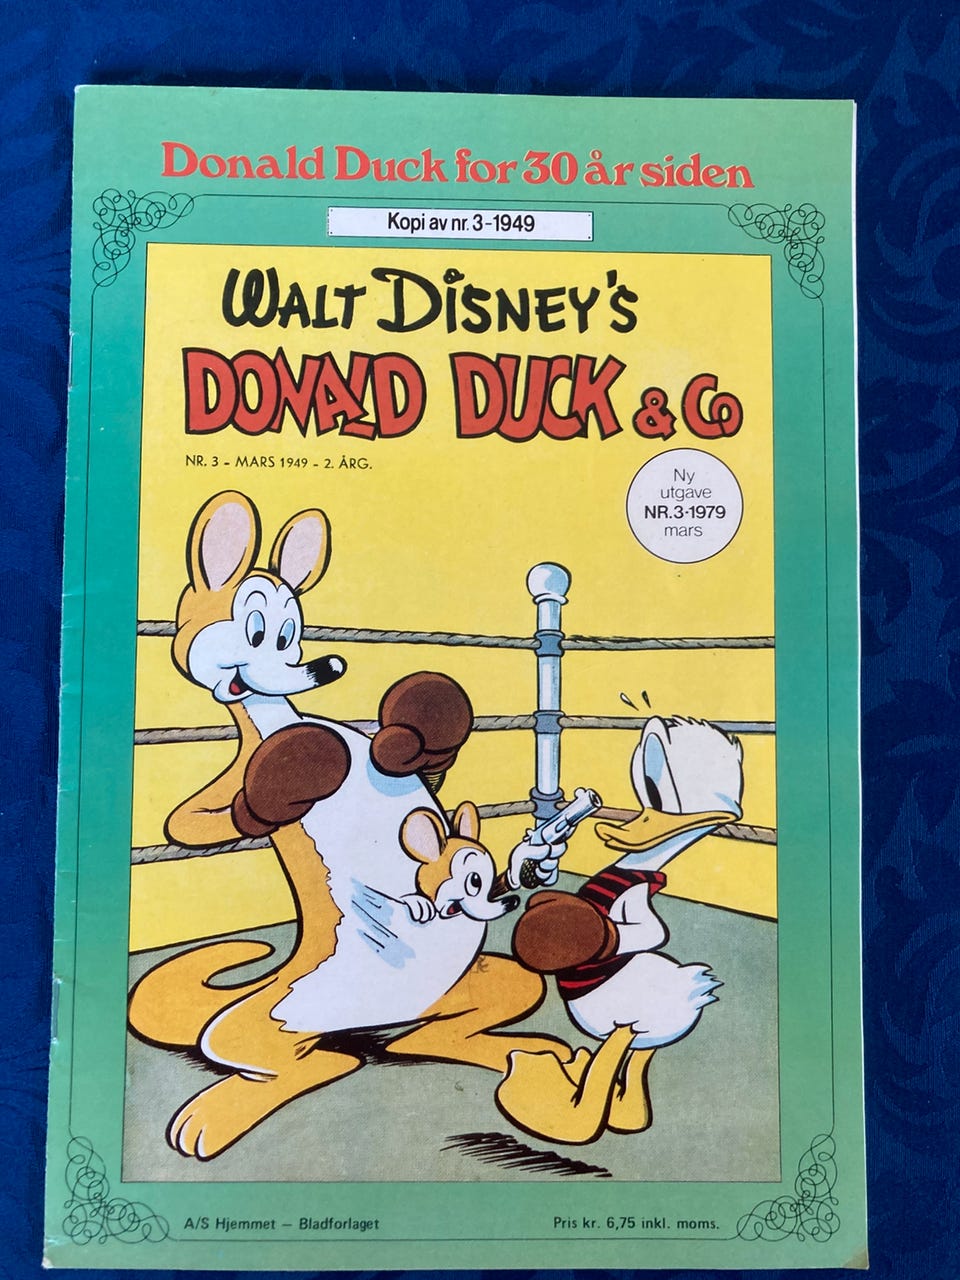 Donald Duck for 30 år siden
Kopi av nr. 3-1949
WALT DISNEY'S
DONALD DUCK & Co
NR. 3 - MARS 1949 - 2. ÅRG.
Ny
utgave
NR.3-1979
mars
A/S Hjemmet — Bladforlaget
Pris kr. 6,75 inkl. moms.